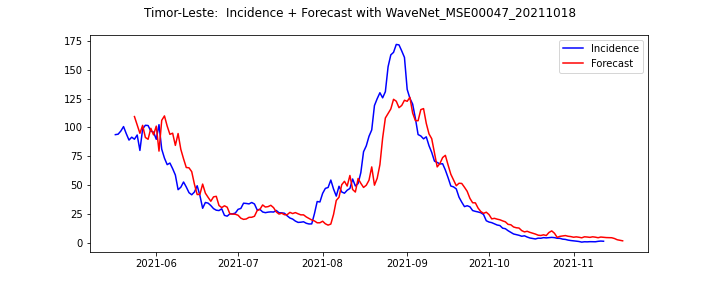 Timor-Leste:  Incidence + Forecast with WaveNet_MSE00047_20211018
Incidence
Forecast
175
150
125
100
75
50
25
0
2021-06 2021-07 2021-08 2021-09 2021-10 2021-11